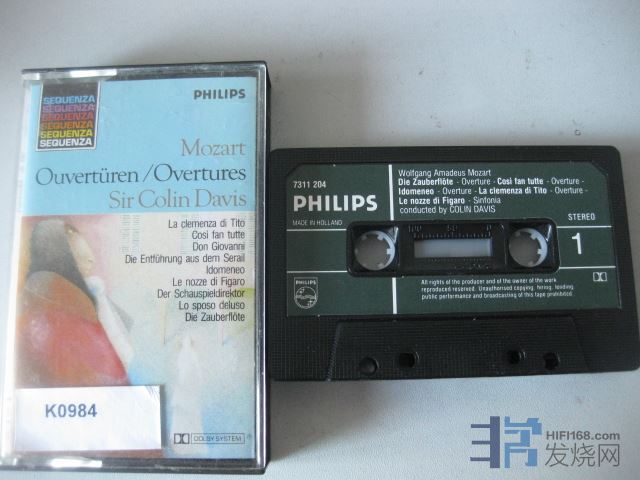 SEQUENZA
SEQUENZA
SEQUENZA
SEQUENZA
SEQUENZA
SEQUENZA
PHILIPS
Mozart
Ouvertüren/Overtures
Sir Colin Davis
La clemenza di Tito
Così fan tutte
Don Giovanni
Die Entführung aus dem Serail
Idomeneo
Le nozze di Figaro
Der Schauspieldirektor
Lo sposo deluso
Die Zauberflöte
K0984
DOLBY SYSTEM
7311 204
PHILIPS
MADE IN HOLLAND
Wolfgang Amadeus Mozart
Die Zauberflöte - Overture - Così fan tutte - Overture -
Idomeneo - Overture - La clemenza di Tito - Overture -
Le nozze di Figaro - Sinfonia
conducted by COLIN DAVIS
STEREO
1
100 50 0
PHILIPS
All rights of the producer and of the owner of the work
reproduced reserved. Unauthorised copying, hiring, lending,
public performance and broadcasting of this tape prohibited.
HIFI168.com
发烧网